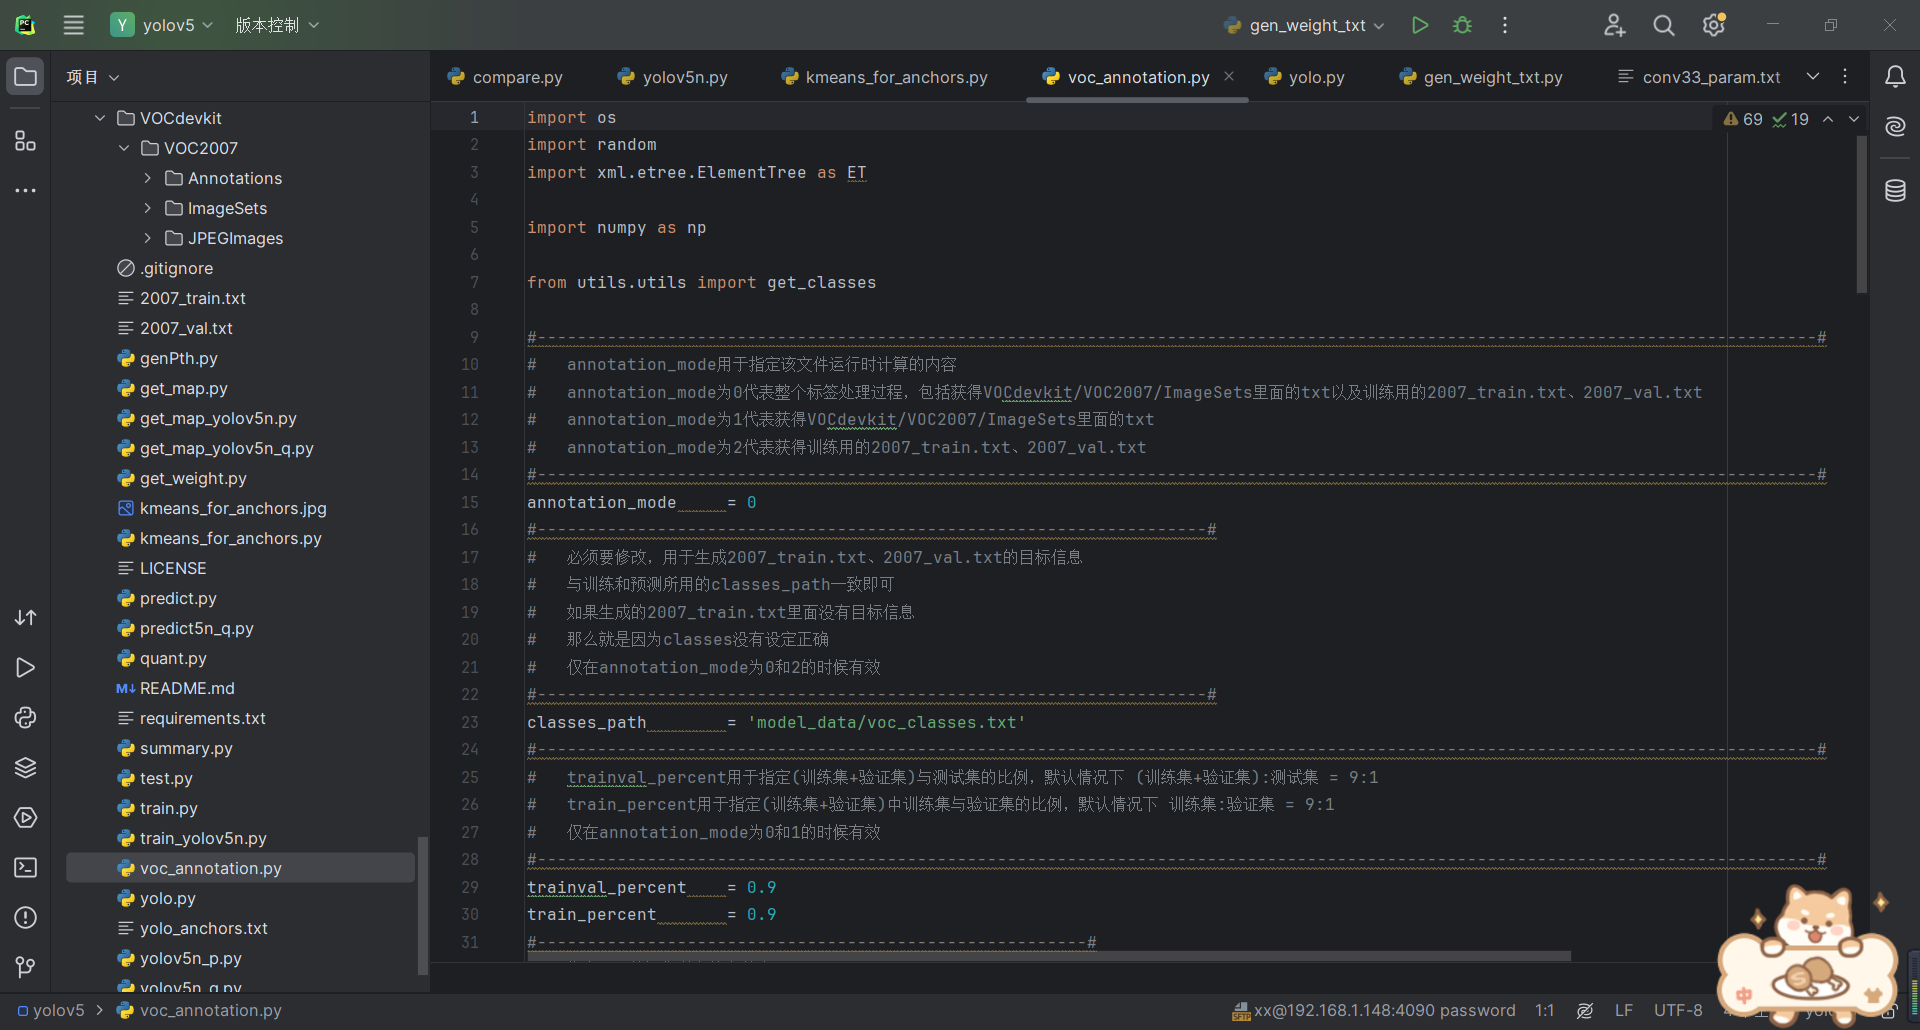 Y yolov5 版本控制 gen_weight_txt
项目
compare.py yolov5n.py kmeans_for_anchors.py voc_annotation.py yolo.py gen_weight_txt.py conv33_param.txt
69 19
VOCdevkit
VOC2007
Annotations
ImageSets
JPEGImages
.gitignore
2007_train.txt
2007_val.txt
genPth.py
get_map.py
get_map_yolov5n.py
get_map_yolov5n_q.py
get_weight.py
kmeans_for_anchors.jpg
kmeans_for_anchors.py
LICENSE
predict.py
predict5n_q.py
quant.py
M↓ README.md
requirements.txt
summary.py
test.py
train.py
train_yolov5n.py
voc_annotation.py
yolo.py
yolo_anchors.txt
yolov5n_p.py
yolov5n_q.py
1 import os
2 import random
3 import xml.etree.ElementTree as ET
4
5 import numpy as np
6
7 from utils.utils import get_classes
8
9 #--------------------------------------------------------------------------------------------------------------------------------#
10 #   annotation_mode用于指定该文件运行时计算的内容
11 #   annotation_mode为0代表整个标签处理过程，包括获得VOCdevkit/VOC2007/ImageSets里面的txt以及训练用的2007_train.txt、2007_val.txt
12 #   annotation_mode为1代表获得VOCdevkit/VOC2007/ImageSets里面的txt
13 #   annotation_mode为2代表获得训练用的2007_train.txt、2007_val.txt
14 #--------------------------------------------------------------------------------------------------------------------------------#
15 annotation_mode     = 0
16 #-------------------------------------------------------------------#
17 #   必须要修改，用于生成2007_train.txt、2007_val.txt的目标信息
18 #   与训练和预测所用的classes_path一致即可
19 #   如果生成的2007_train.txt里面没有目标信息
20 #   那么就是因为classes没有设定正确
21 #   仅在annotation_mode为0和2的时候有效
22 #-------------------------------------------------------------------#
23 classes_path        = 'model_data/voc_classes.txt'
24 #--------------------------------------------------------------------------------------------------------------------------------#
25 #   trainval_percent用于指定(训练集+验证集)与测试集的比例，默认情况下 (训练集+验证集):测试集 = 9:1
26 #   train_percent用于指定(训练集+验证集)中训练集与验证集的比例，默认情况下 训练集:验证集 = 9:1
27 #   仅在annotation_mode为0和1的时候有效
28 #--------------------------------------------------------------------------------------------------------------------------------#
29 trainval_percent    = 0.9
30 train_percent       = 0.9
31 #-------------------------------------------------------#
yolov5 > voc_annotation.py
SFTP xx@192.168.1.148:4090 password 1:1 LF UTF-8
中